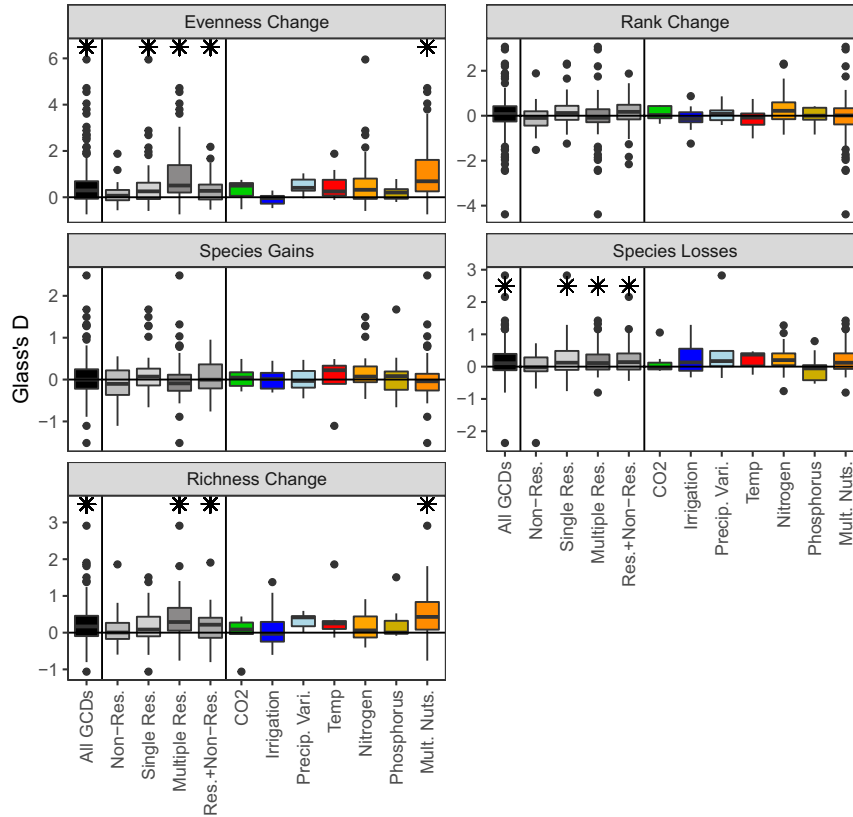 Evenness Change
Rank Change
6
4
2
0
2
0
−2
−4
Species Gains
Species Losses
2
1
0
−1
3
2
1
0
−1
−2
Glass's D
Richness Change
3
2
1
0
−1
All GCDs
Non−Res.
Single Res.
Multiple Res.
Res.+Non−Res.
CO2
Irrigation
Precip. Vari.
Temp
Nitrogen
Phosphorus
Mult. Nuts.
All GCDs
Non−Res.
Single Res.
Multiple Res.
Res.+Non−Res.
CO2
Irrigation
Precip. Vari.
Temp
Nitrogen
Phosphorus
Mult. Nuts.